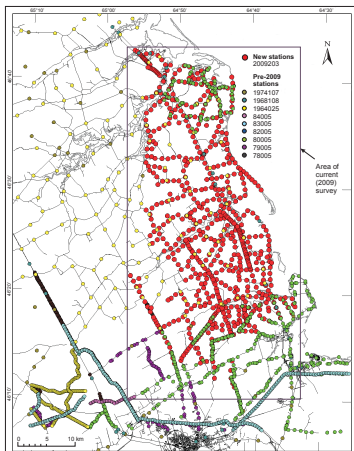 65°10' 65°00' 64°50' 64°40' 64°30'
46°40'
46°30'
46°20'
46°10'
New stations
2009203
Pre-2009
stations
1974107
1968108
1964025
84005
83005
82005
80005
79005
78005
N
Area of
current
(2009)
survey
0 5 10 km